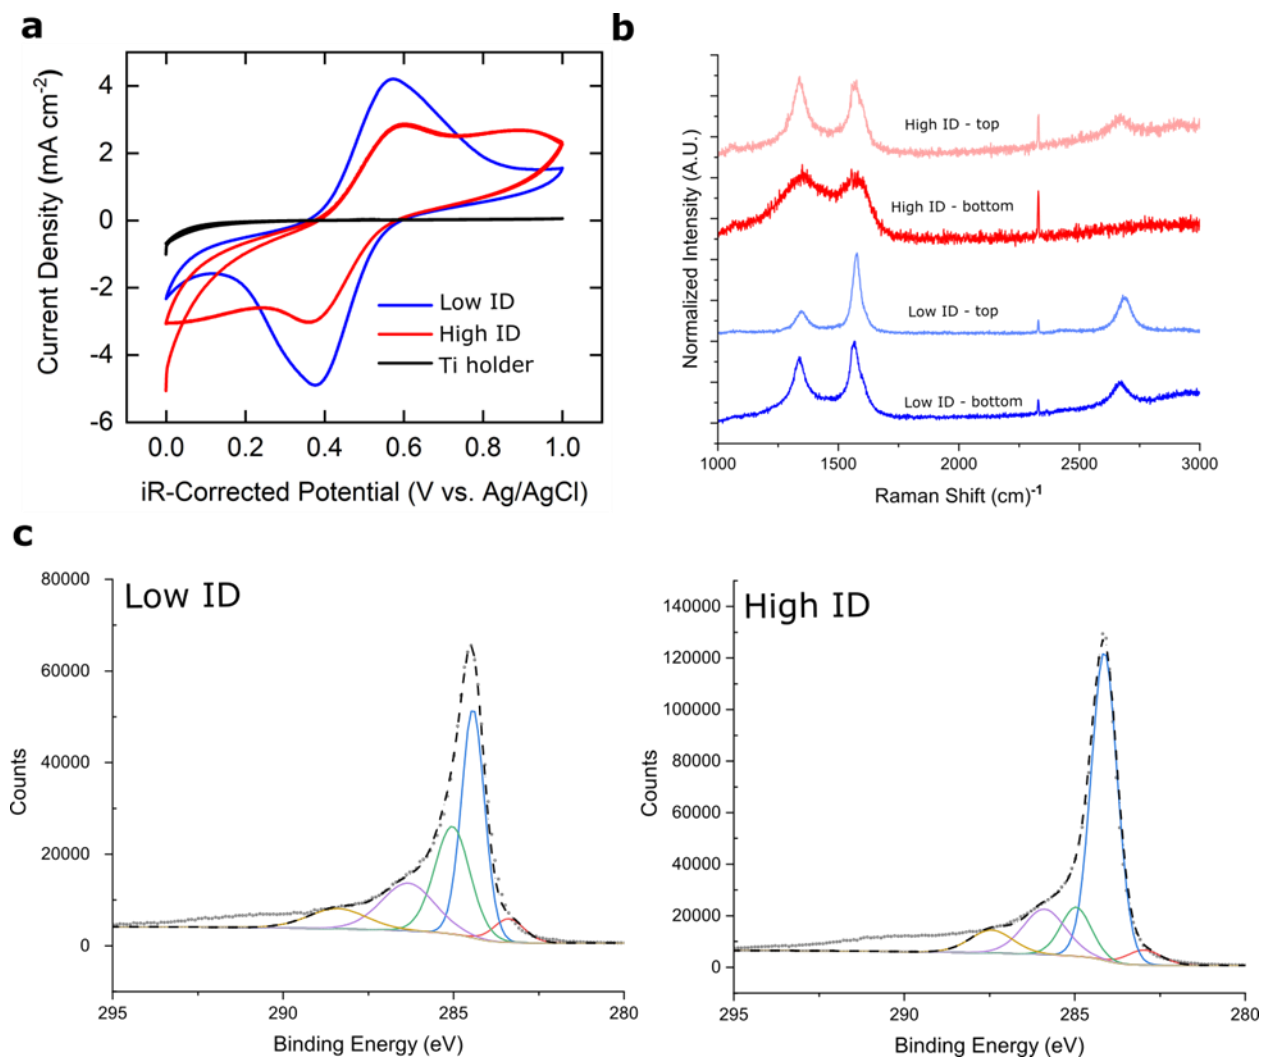 a
Current Density (mA cm-2)
4
2
0
-2
-4
-6
Low ID
High ID
Ti holder
0.0 0.2 0.4 0.6 0.8 1.0
iR-Corrected Potential (V vs. Ag/AgCl)
b
Normalized Intensity (A.U.)
High ID - top
High ID - bottom
Low ID - top
Low ID - bottom
1000 1500 2000 2500 3000
Raman Shift (cm)-1
c
Low ID
Counts
80000
60000
40000
20000
0
295 290 285 280
Binding Energy (eV)
High ID
Counts
140000
120000
100000
80000
60000
40000
20000
0
295 290 285 280
Binding Energy (eV)